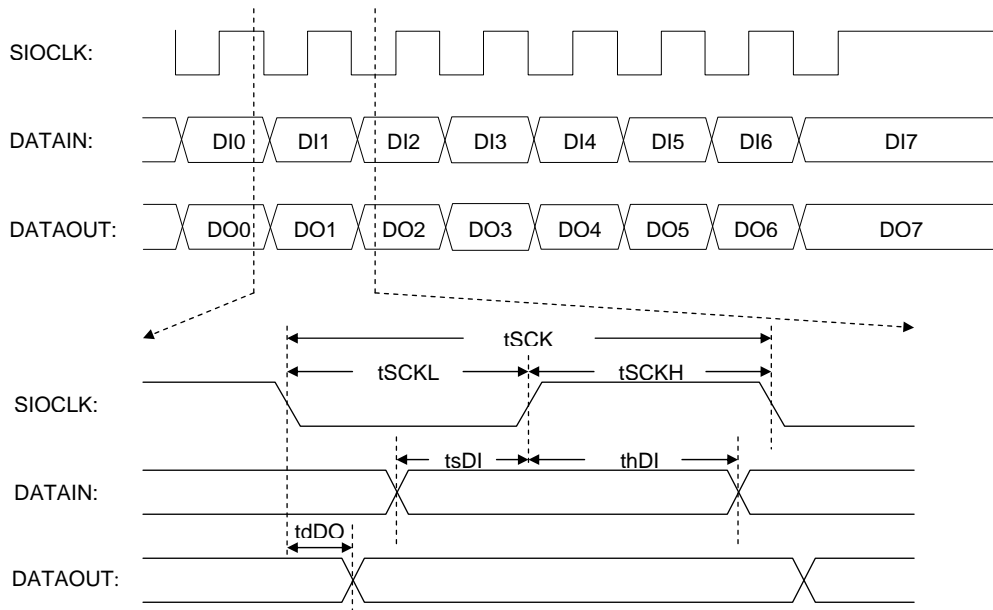 SIOCLK:
DATAIN: DI0 DI1 DI2 DI3 DI4 DI5 DI6 DI7
DATAOUT: DO0 DO1 DO2 DO3 DO4 DO5 DO6 DO7
tSCK
tSCKL tSCKH
SIOCLK:
tsDI thDI
DATAIN:
tdDO
DATAOUT: